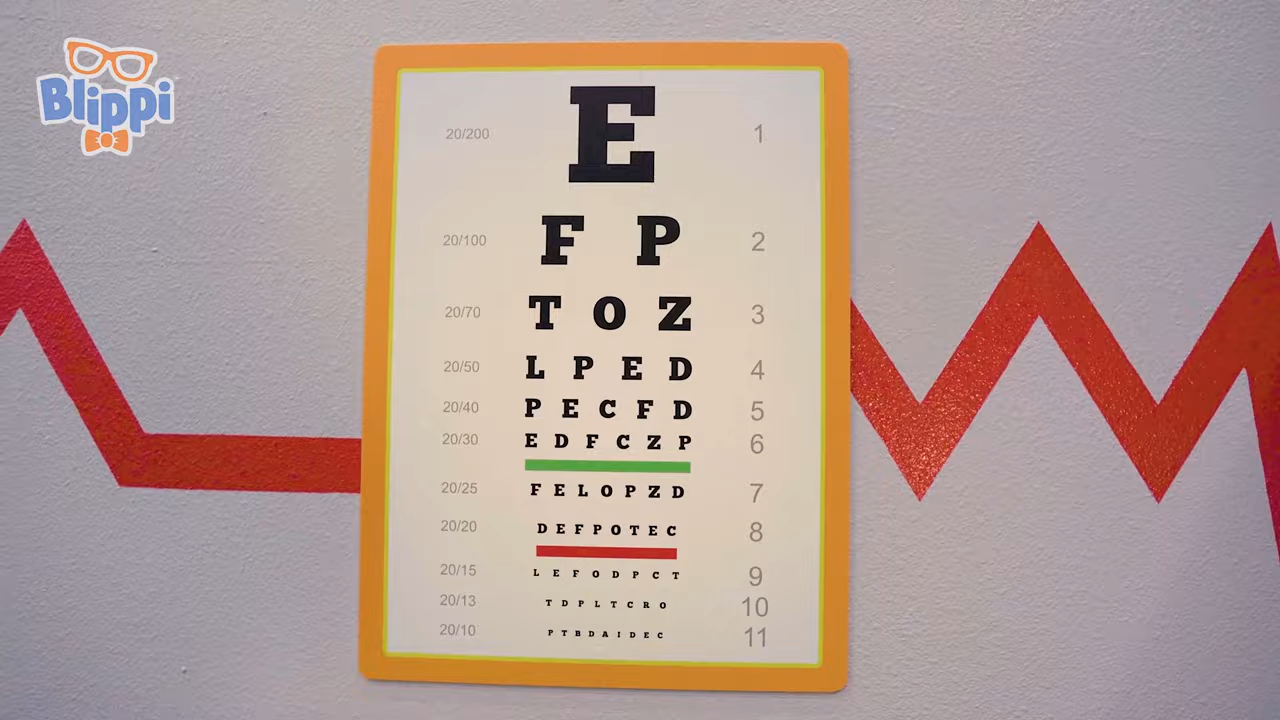 Blippi
20/200 E 1
20/100 F P 2
20/70 T O Z 3
20/50 L P E D 4
20/40 P E C F D 5
20/30 E D F C Z P 6
20/25 F E L O P Z D 7
20/20 D E F P O T E C 8
20/15 L E F O D P C T 9
20/13 T D P L T C R O 10
20/10 P T B D A I D E C 11